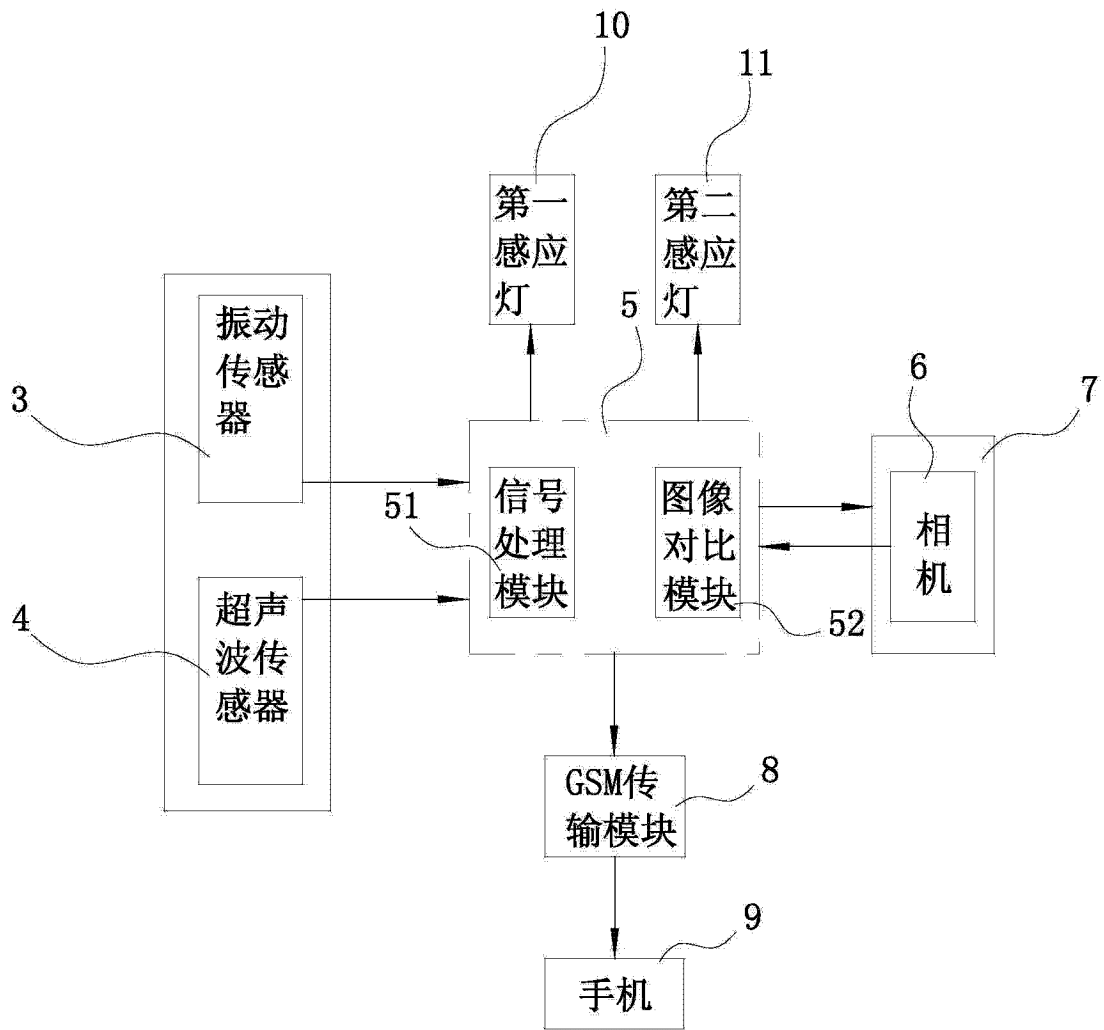 10
11
第一
感应
灯
第二
感应
灯
5
振动
传感
器
3
6
7
信号
处理
模块
51
图像
对比
模块
52
相
机
超声
波传
感器
4
GSM传
输模块
8
9
手机